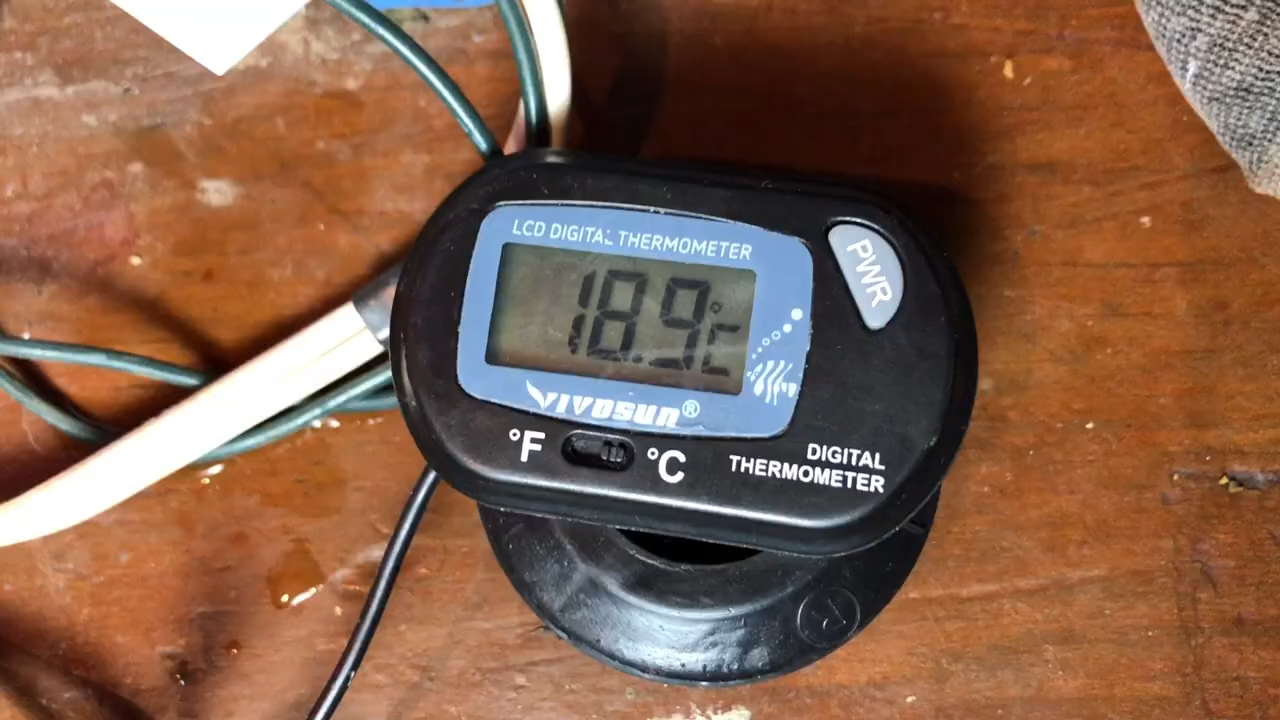 LCD DIGITAL THERMOMETER
18.9°C
VIVOSUN®
°F °C
DIGITAL
THERMOMETER
PWR